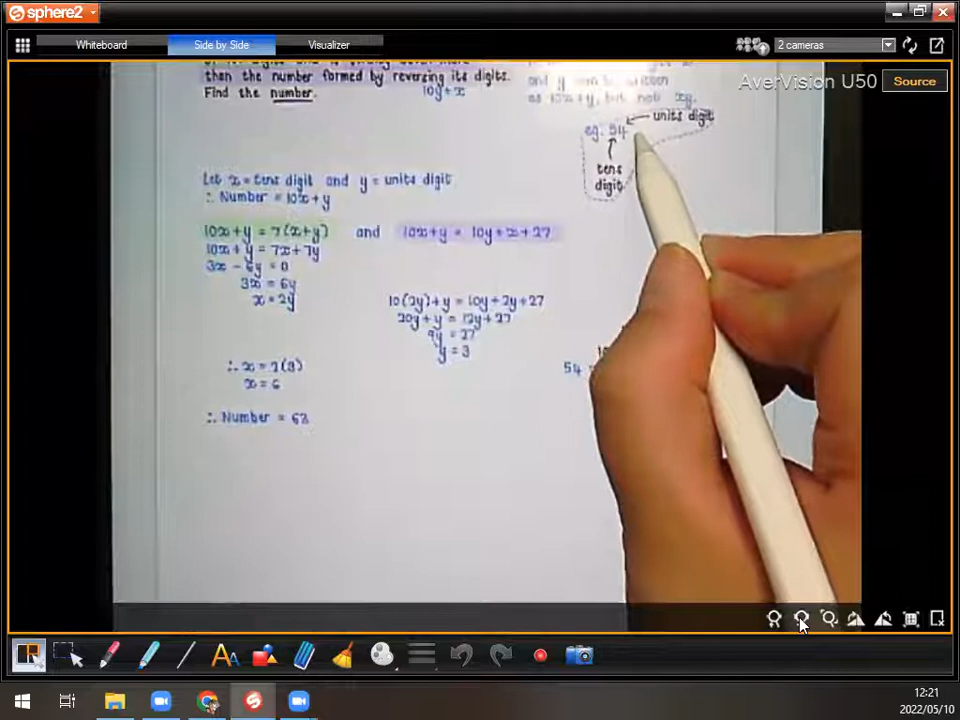 sphere2
Whiteboard
Side by Side
Visualizer
2 cameras
AverVision U50
Source
than the number formed by reversing its digits.
Find the number.
10y + x
and y can be written
as 10x+y, but not xy.
eg. 54
units digit
tens
digit
Let x = tens digit and y = units digit
∴ Number = 10x + y
10x+y = 7(x+y) and 10x+y = 10y+x+27
10x+y = 7x+7y
3x - 6y = 0
3x = 6y
x = 2y
10(2y)+y = 10y+2y+27
20y + y = 12y+27
9y = 27
y = 3
∴ x = 2(3)
x = 6
∴ Number = 63
54 =
12:21
2022/05/10